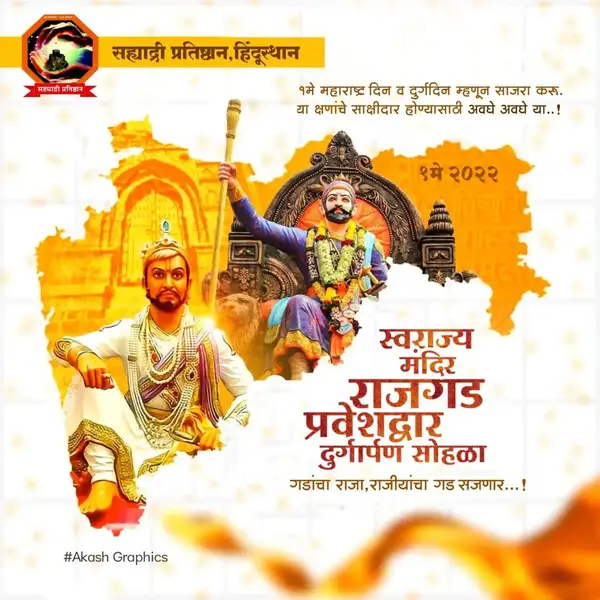 सह्याद्री प्रतिष्ठान
सह्याद्री प्रतिष्ठान,हिंदूस्थान
१मे महाराष्ट्र दिन व दुर्गदिन म्हणून साजरा करू.
या क्षणांचे साक्षीदार होण्यासाठी अवघे अवघे या..!
१मे २०२२
स्वराज्य
मंदिर
राजगड
प्रवेशद्वार
दुर्गार्पण सोहळा
गडांचा राजा,राजीयांचा गड सजणार...!
#Akash Graphics